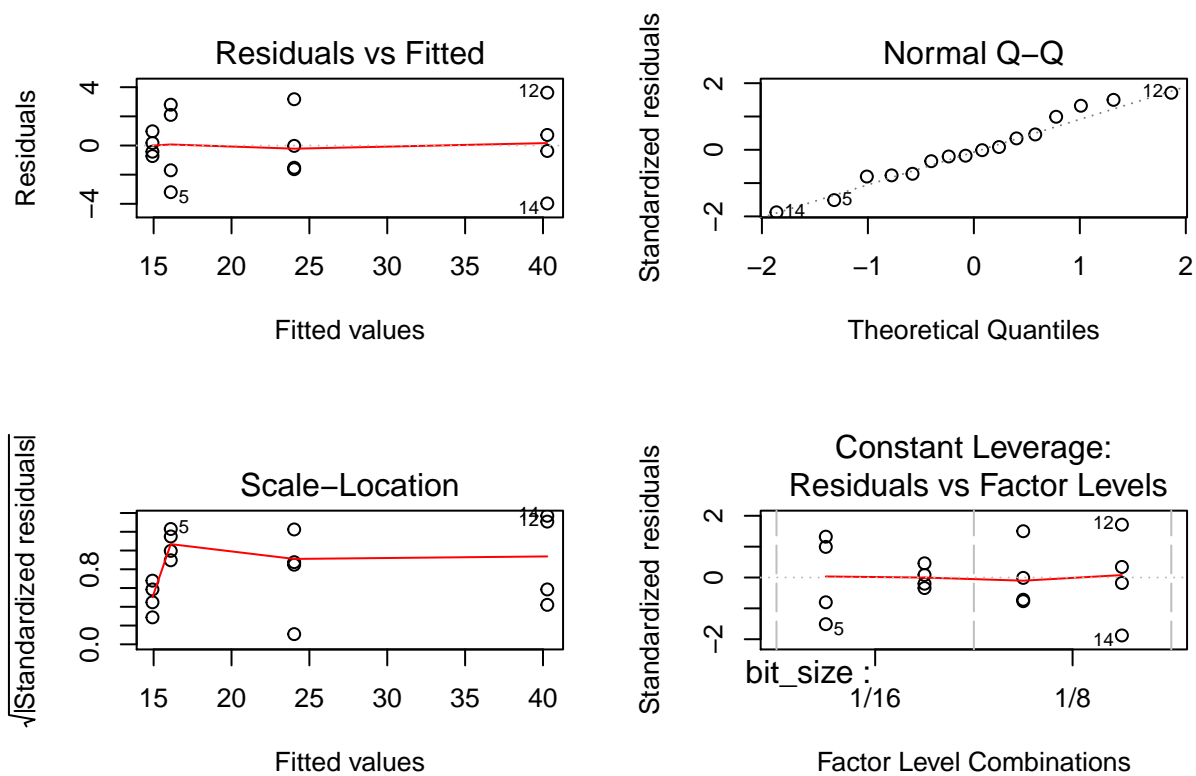 Residuals vs Fitted
Residuals
4
0
−4
12
5
14
15 20 25 30 35 40
Fitted values
Normal Q−Q
Standardized residuals
2
0
−2
12
14
5
−2 −1 0 1 2
Theoretical Quantiles
Scale−Location
√|Standardized residuals|
0.8
0.0
14
12
5
15 20 25 30 35 40
Fitted values
Constant Leverage:
Residuals vs Factor Levels
Standardized residuals
2
0
−2
12
5
14
bit_size :
1/16 1/8
Factor Level Combinations